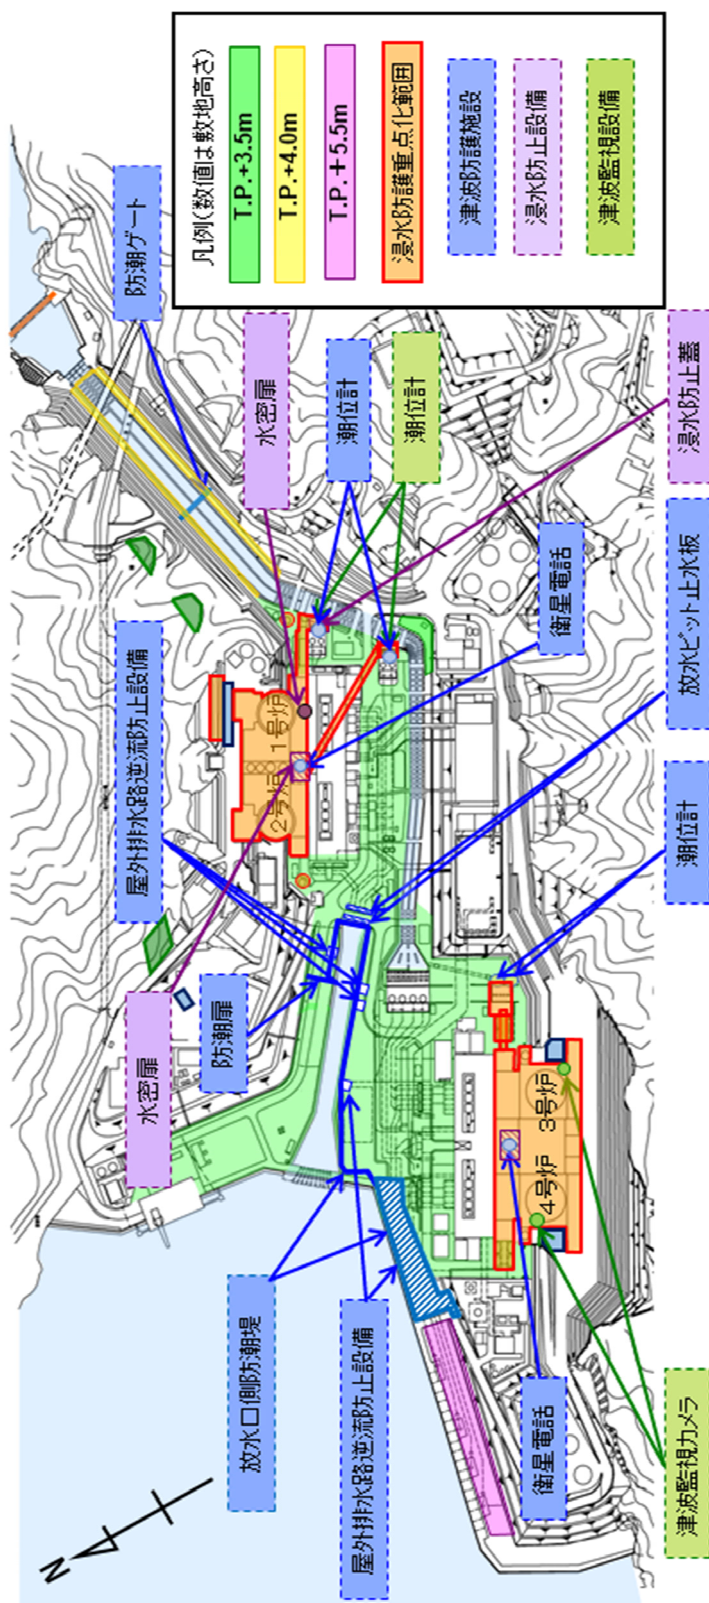 凡例(数値は敷地高さ)
T.P.+3.5m
T.P.+4.0m
T.P.+5.5m
浸水防護重点化範囲
津波防護施設
浸水防止設備
津波監視設備
防潮ゲート
水密扉
潮位計
潮位計
浸水防止蓋
屋外排水路逆流防止設備
衛星電話
放水ピット止水板
潮位計
1号炉
2号炉
水密扉
防潮扉
3号炉
4号炉
放水口側防潮堤
屋外排水路逆流防止設備
衛星電話
津波監視カメラ
N